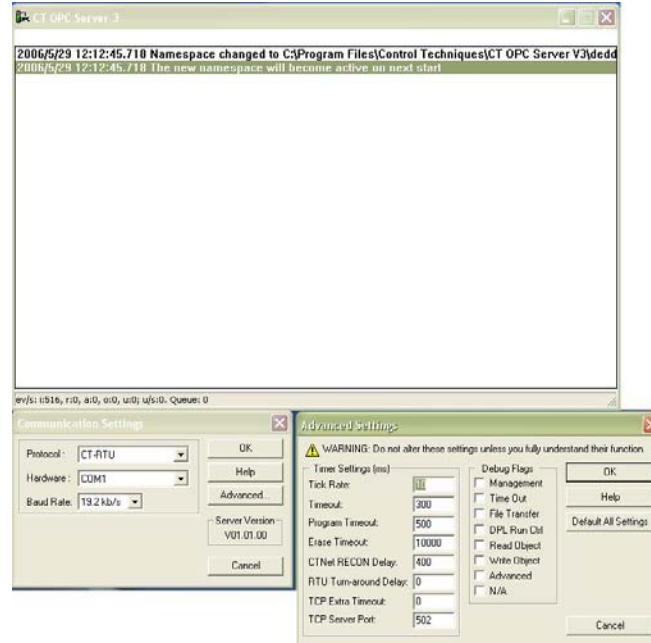 CT OPC Server 3
2006/5/29 12:12:45.718 Namespace changed to C:\Program Files\Control Techniques\CT OPC Server V3\dedd
2006/5/29 12:12:45.718 The new namespace will become active on next start
ev/s: i:516, r:0, a:0, o:0, u:0; u/s:0. Queue: 0
Communication Settings
Protocol: CT-RTU
Hardware: COM1
Baud Rate: 19.2 kb/s
OK
Help
Advanced...
Server Version
V01.01.00
Cancel
Advanced Settings
WARNING: Do not alter these settings unless you fully understand their function
Timer Settings (ms)
Tick Rate:
Timeout: 300
Program Timeout: 500
Erase Timeout: 10000
CTNet RECON Delay: 400
RTU Turn-around Delay: 0
TCP Extra Timeout: 0
TCP Server Port: 502
Debug Flags
Management
Time Out
File Transfer
DPL Run Ctrl
Read Object
Write Object
Advanced
N/A
OK
Help
Default All Settings
Cancel